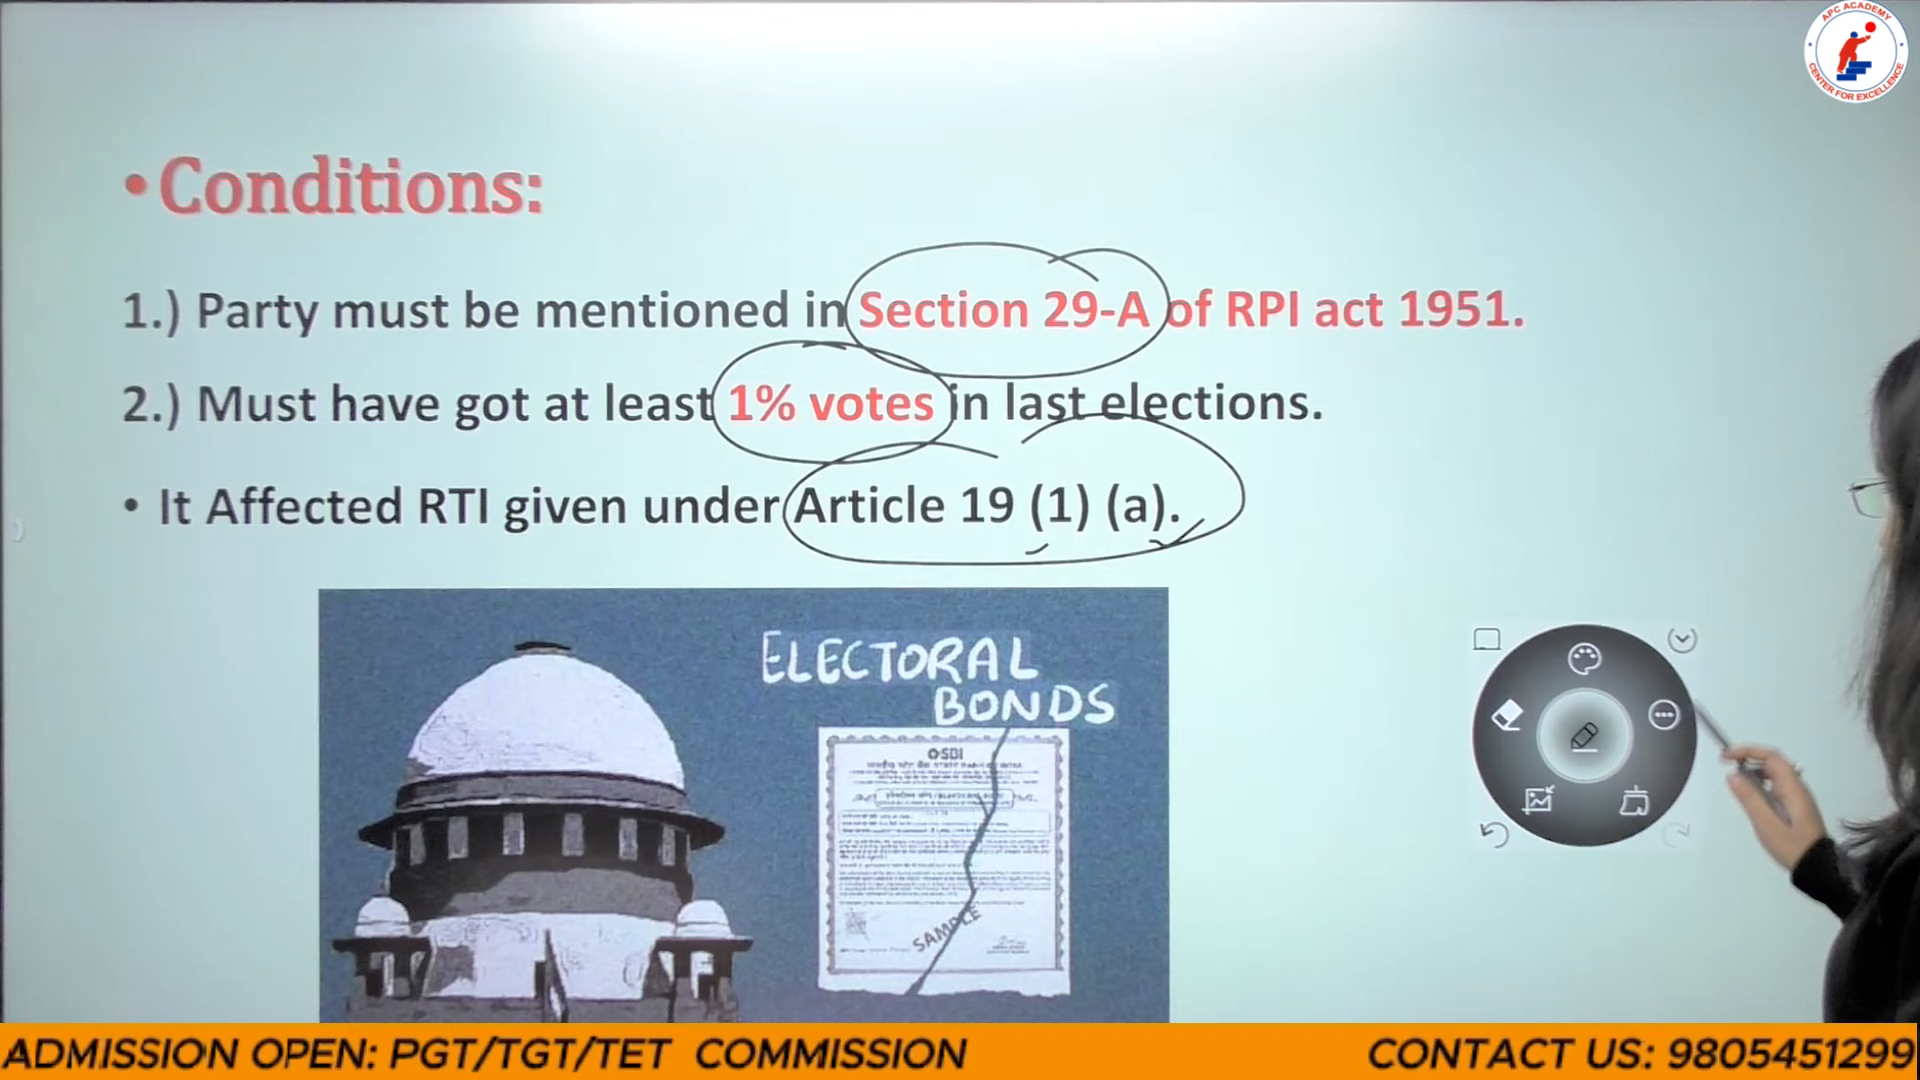 APC ACADEMY
CENTER FOR EXCELLENCE
• Conditions:
1.) Party must be mentioned in Section 29-A of RPI act 1951.
2.) Must have got at least 1% votes in last elections.
• It Affected RTI given under Article 19 (1) (a).
ELECTORAL
BONDS
SBI
SAMPLE
ADMISSION OPEN: PGT/TGT/TET COMMISSION
CONTACT US: 9805451299